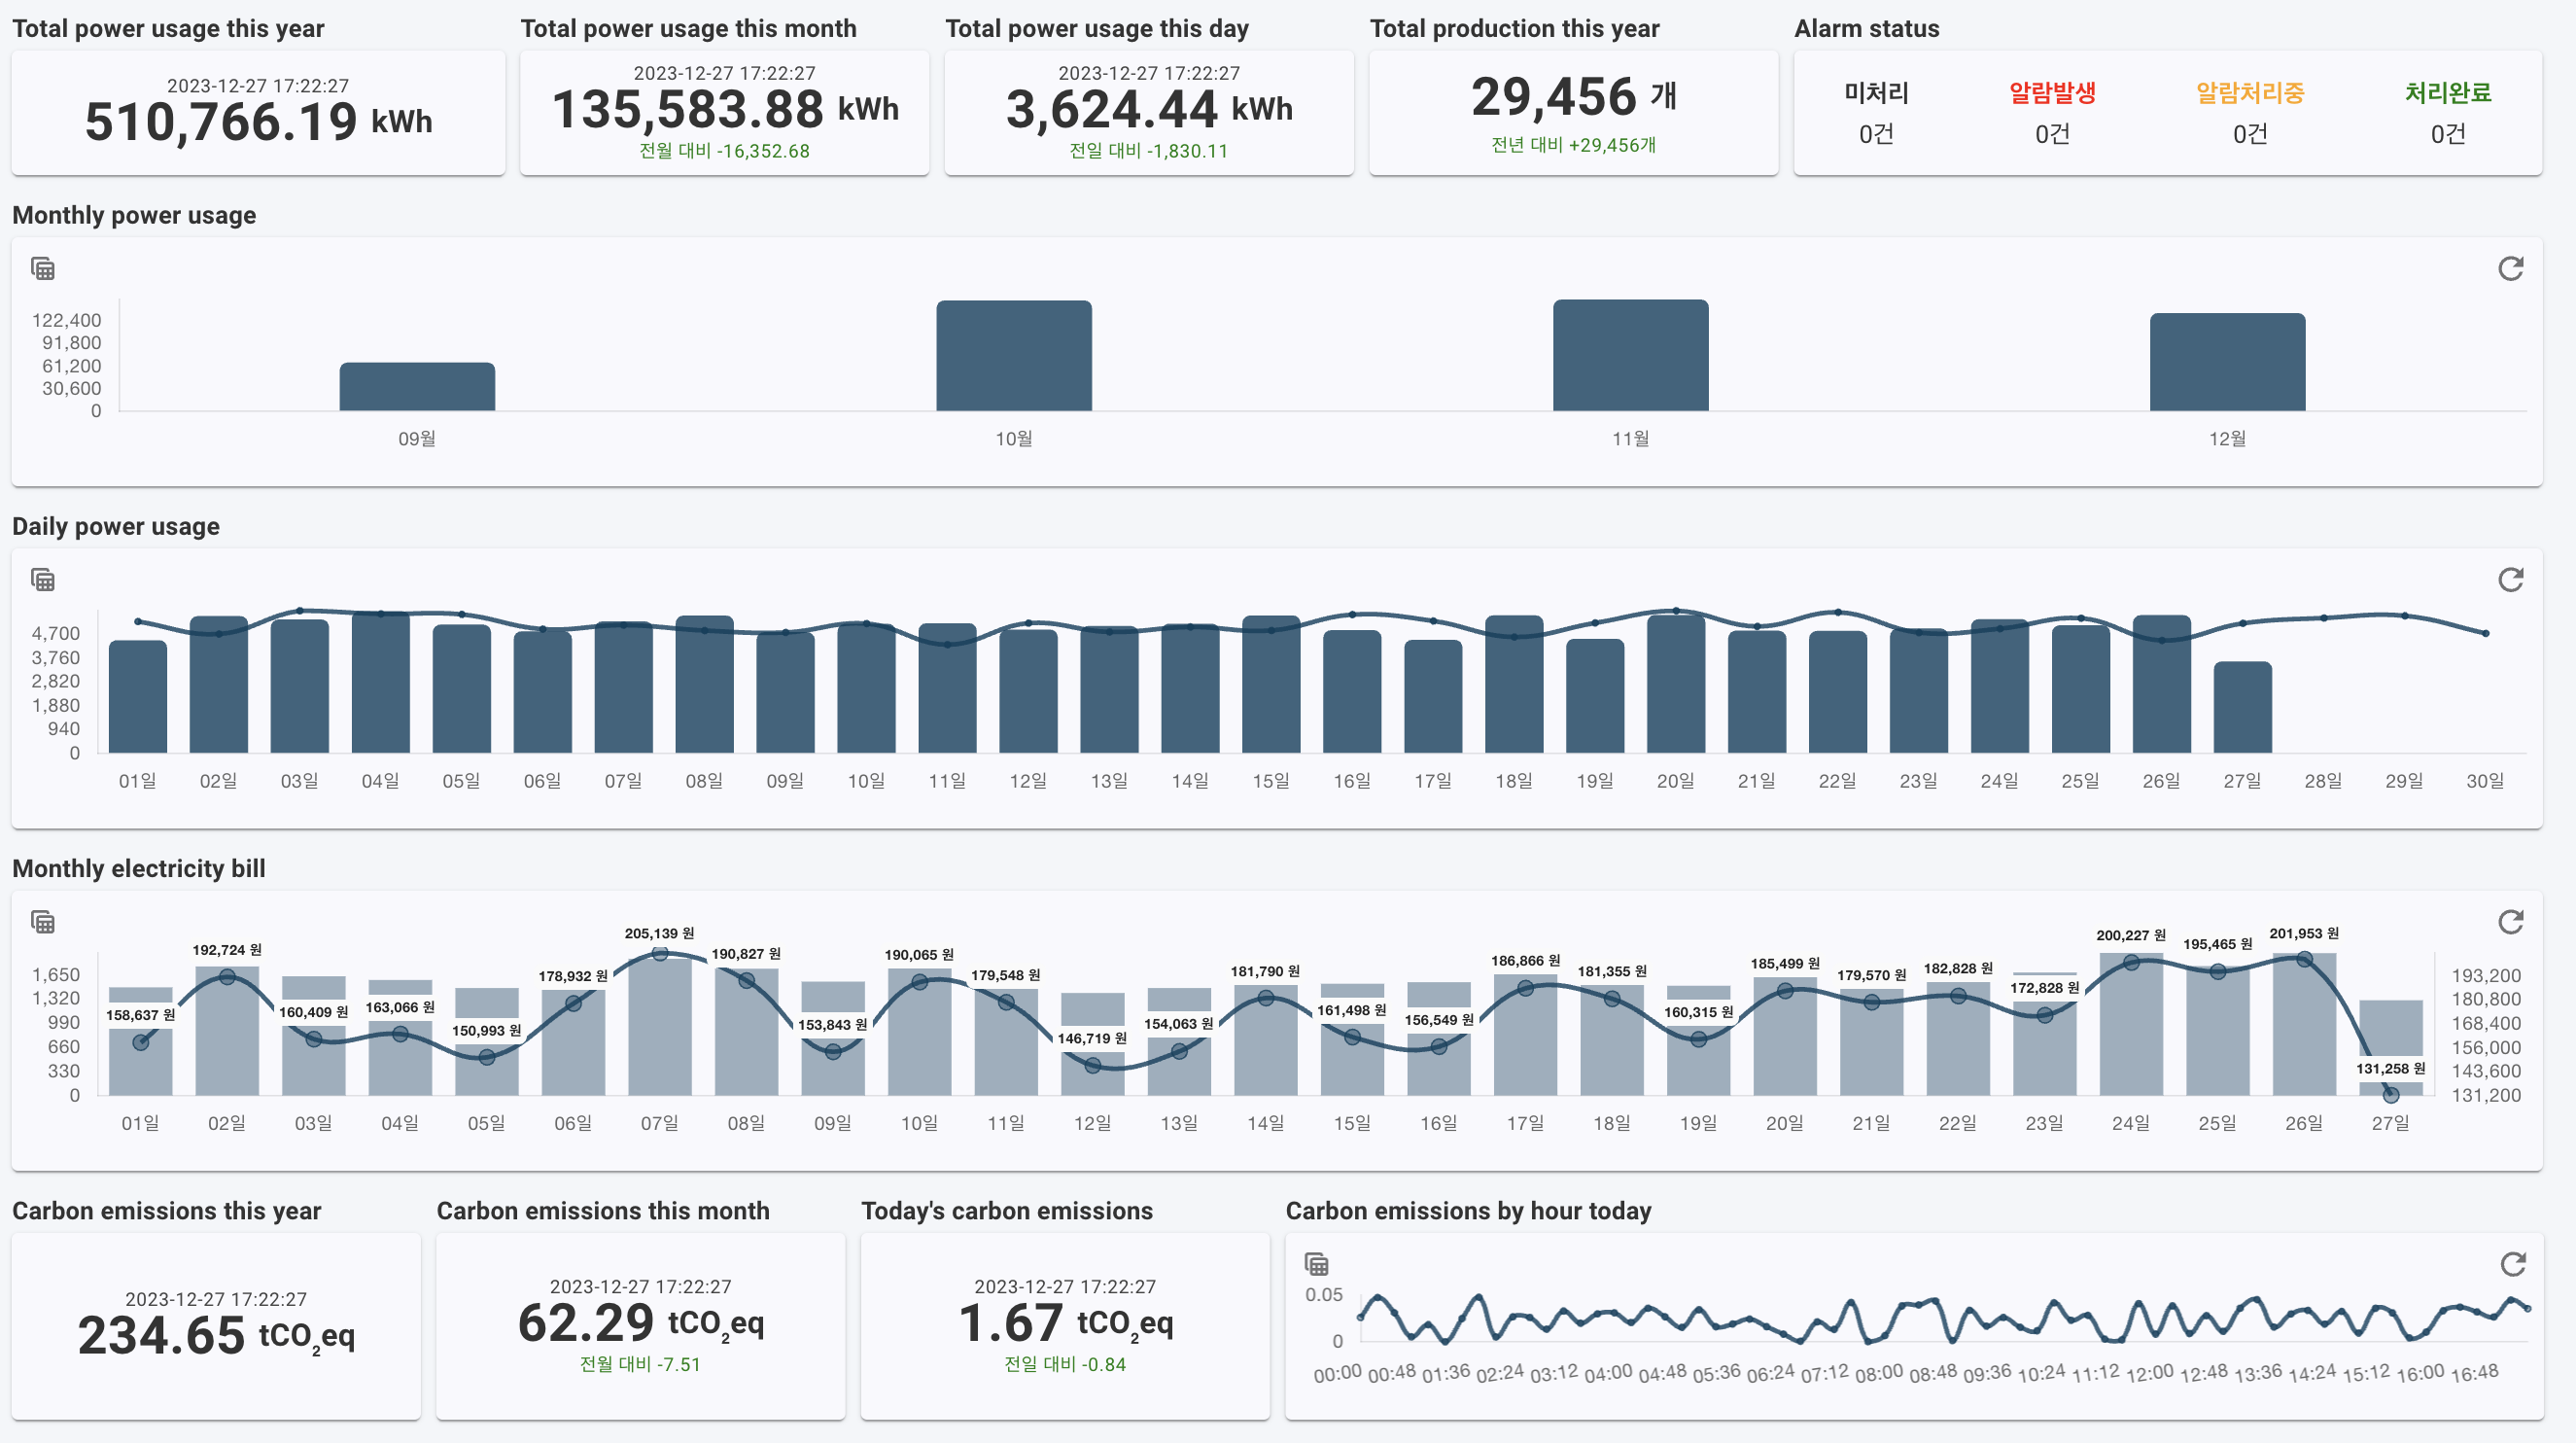 Total power usage this year
2023-12-27 17:22:27
510,766.19 kWh
Total power usage this month
2023-12-27 17:22:27
135,583.88 kWh
전월 대비 -16,352.68
Total power usage this day
2023-12-27 17:22:27
3,624.44 kWh
전일 대비 -1,830.11
Total production this year
29,456 개
전년 대비 +29,456개
Alarm status
미처리 알람발생 알람처리중 처리완료
0건 0건 0건 0건
Monthly power usage
122,400
91,800
61,200
30,600
0
09월 10월 11월 12월
Daily power usage
4,700
3,760
2,820
1,880
940
0
01일 02일 03일 04일 05일 06일 07일 08일 09일 10일 11일 12일 13일 14일 15일 16일 17일 18일 19일 20일 21일 22일 23일 24일 25일 26일 27일 28일 29일 30일
Monthly electricity bill
1,650
1,320
990
660
330
0
158,637 원 192,724 원 160,409 원 163,066 원 150,993 원 178,932 원 205,139 원 190,827 원 153,843 원 190,065 원 179,548 원 146,719 원 154,063 원 181,790 원 161,498 원 156,549 원 186,866 원 181,355 원 160,315 원 185,499 원 179,570 원 182,828 원 172,828 원 200,227 원 195,465 원 201,953 원 131,258 원
193,200
180,800
168,400
156,000
143,600
131,200
01일 02일 03일 04일 05일 06일 07일 08일 09일 10일 11일 12일 13일 14일 15일 16일 17일 18일 19일 20일 21일 22일 23일 24일 25일 26일 27일
Carbon emissions this year
2023-12-27 17:22:27
234.65 tCO₂eq
Carbon emissions this month
2023-12-27 17:22:27
62.29 tCO₂eq
전월 대비 -7.51
Today's carbon emissions
2023-12-27 17:22:27
1.67 tCO₂eq
전일 대비 -0.84
Carbon emissions by hour today
0.05
0
00:00 00:48 01:36 02:24 03:12 04:00 04:48 05:36 06:24 07:12 08:00 08:48 09:36 10:24 11:12 12:00 12:48 13:36 14:24 15:12 16:00 16:48